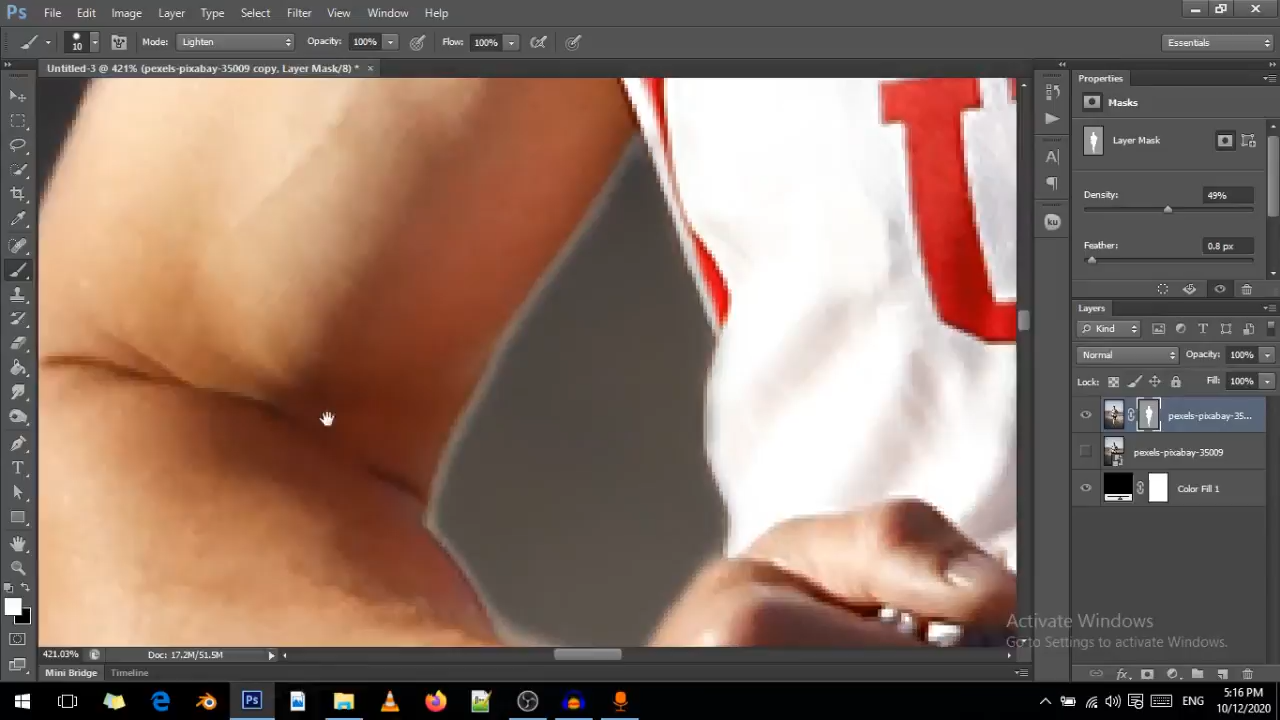 Ps File Edit Image Layer Type Select Filter View Window Help
10 Mode: Lighten Opacity: 100% Flow: 100% Essentials
Untitled-3 @ 421% (pexels-pixabay-35009 copy, Layer Mask/8) * ×
Properties
Masks
Layer Mask
Density: 49%
Feather: 0.8 px
Layers
Kind
Normal Opacity: 100%
Lock: Fill: 100%
pexels-pixabay-35...
pexels-pixabay-35009
Color Fill 1
Activate Windows
Go to Settings to activate Windows.
421.03% Doc: 17.2M/51.5M
Mini Bridge Timeline
Ps ENG 5:16 PM
10/12/2020